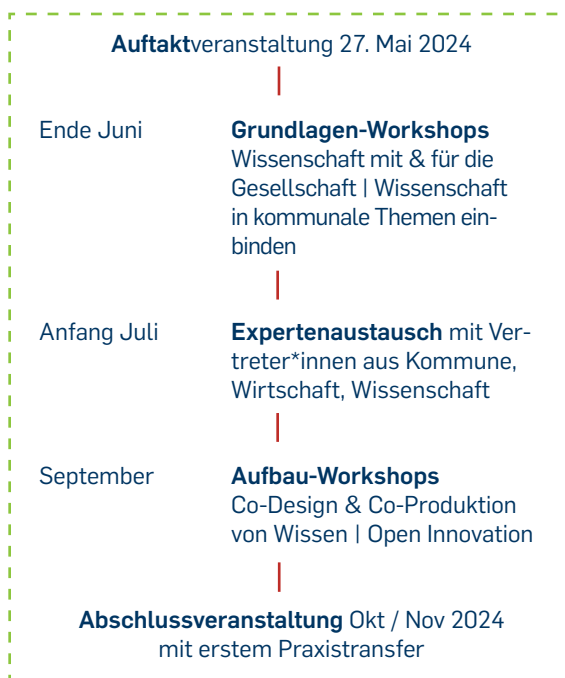 Auftaktveranstaltung 27. Mai 2024
Ende Juni
Grundlagen-Workshops
Wissenschaft mit & für die
Gesellschaft | Wissenschaft
in kommunale Themen ein-
binden
Anfang Juli
Expertenaustausch mit Ver-
treter*innen aus Kommune,
Wirtschaft, Wissenschaft
September
Aufbau-Workshops
Co-Design & Co-Produktion
von Wissen | Open Innovation
Abschlussveranstaltung Okt / Nov 2024
mit erstem Praxistransfer